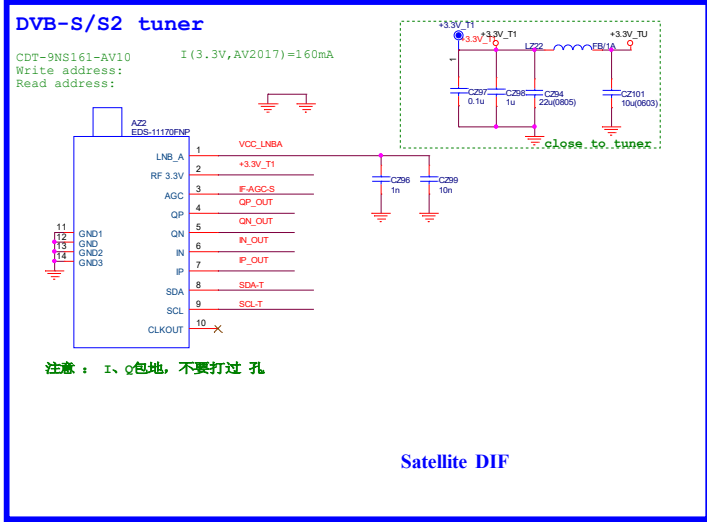 DVB-S/S2 tuner
CDT-9NS161-AV10
I(3.3V,AV2017)=160mA
Write address:
Read address:
+3.3V_T1
+3.3V_T1
+3.3V_T1
LZ22
FB/1A
+3.3V_TU
1
CZ97
0.1u
CZ98
1u
CZ94
22u(0805)
CZ101
10u(0603)
close to tuner
AZ2
EDS-11170FNP
LNB_A
1
VCC_LNBA
RF 3.3V
2
+3.3V_T1
AGC
3
IF-AGC-S
QP
4
QP_OUT
QN
5
QN_OUT
IN
6
IN_OUT
IP
7
IP_OUT
SDA
8
SDA-T
SCL
9
SCL-T
CLKOUT
10
11
GND1
12
GND
13
GND2
14
GND3
CZ96
1n
CZ99
10n
注意 : I、Q包地, 不要打过 孔
Satellite DIF